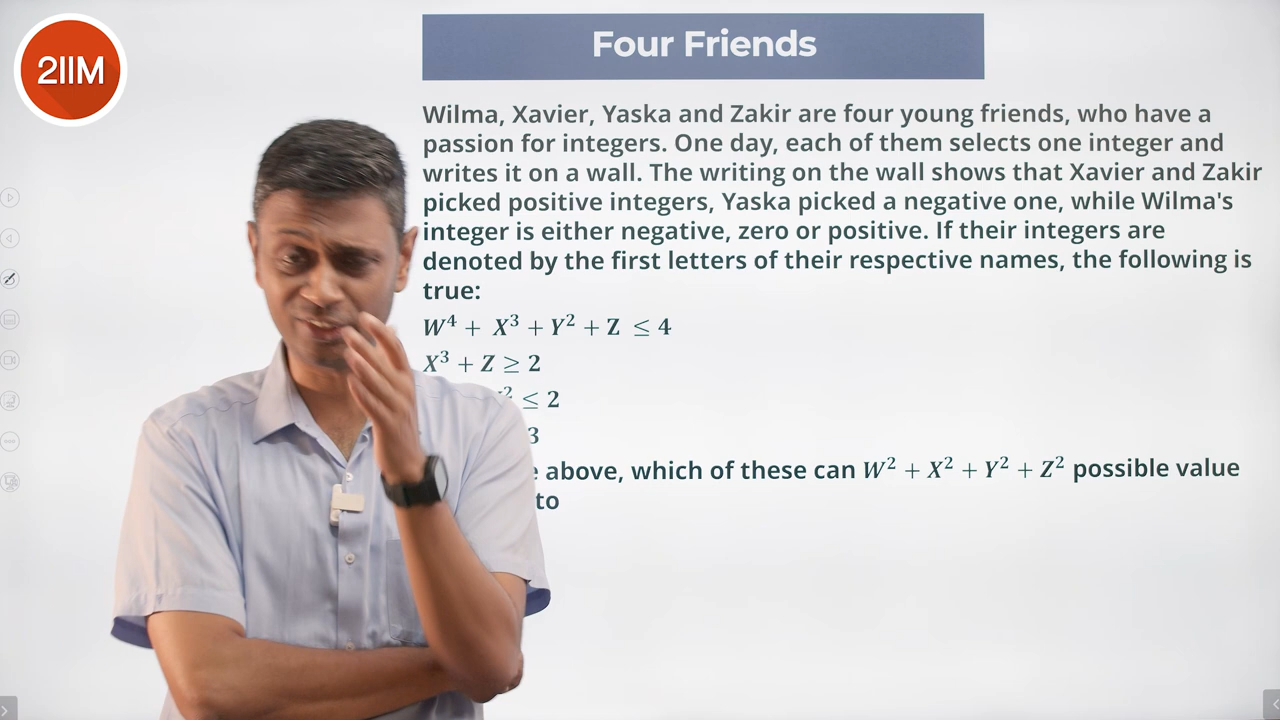 2IIM
Four Friends
Wilma, Xavier, Yaska and Zakir are four young friends, who have a
passion for integers. One day, each of them selects one integer and
writes it on a wall. The writing on the wall shows that Xavier and Zakir
picked positive integers, Yaska picked a negative one, while Wilma's
integer is either negative, zero or positive. If their integers are
denoted by the first letters of their respective names, the following is
true:
W⁴ + X³ + Y² + Z ≤ 4
X³ + Z ≥ 2
² ≤ 2
3
above, which of these can W² + X² + Y² + Z² possible value
to